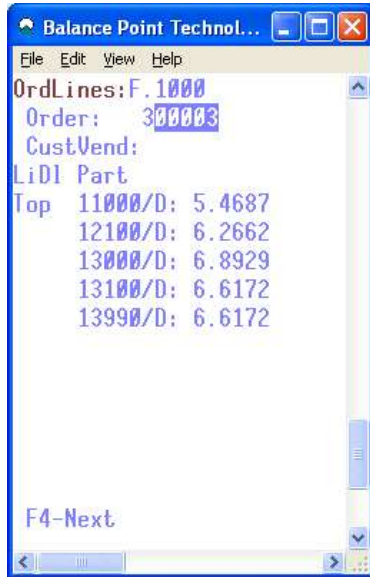 Balance Point Technol...
File Edit View Help
OrdLines:F.1000
Order: 300003
CustVend:
LiDl Part
Top 11000/D: 5.4687
12100/D: 6.2662
13000/D: 6.8929
13100/D: 6.6172
13990/D: 6.6172
F4-Next